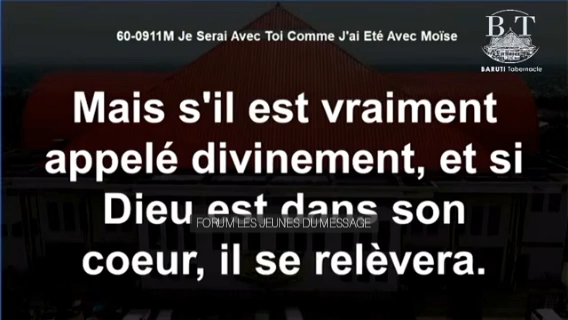 60-0911M Je Serai Avec Toi Comme J'ai Eté Avec Moïse
B T
BARUTI Tabernacle
Mais s'il est vraiment
appelé divinement, et si
Dieu est dans son
FORUM LES JEUNES DU MESSAGE
coeur, il se relèvera.